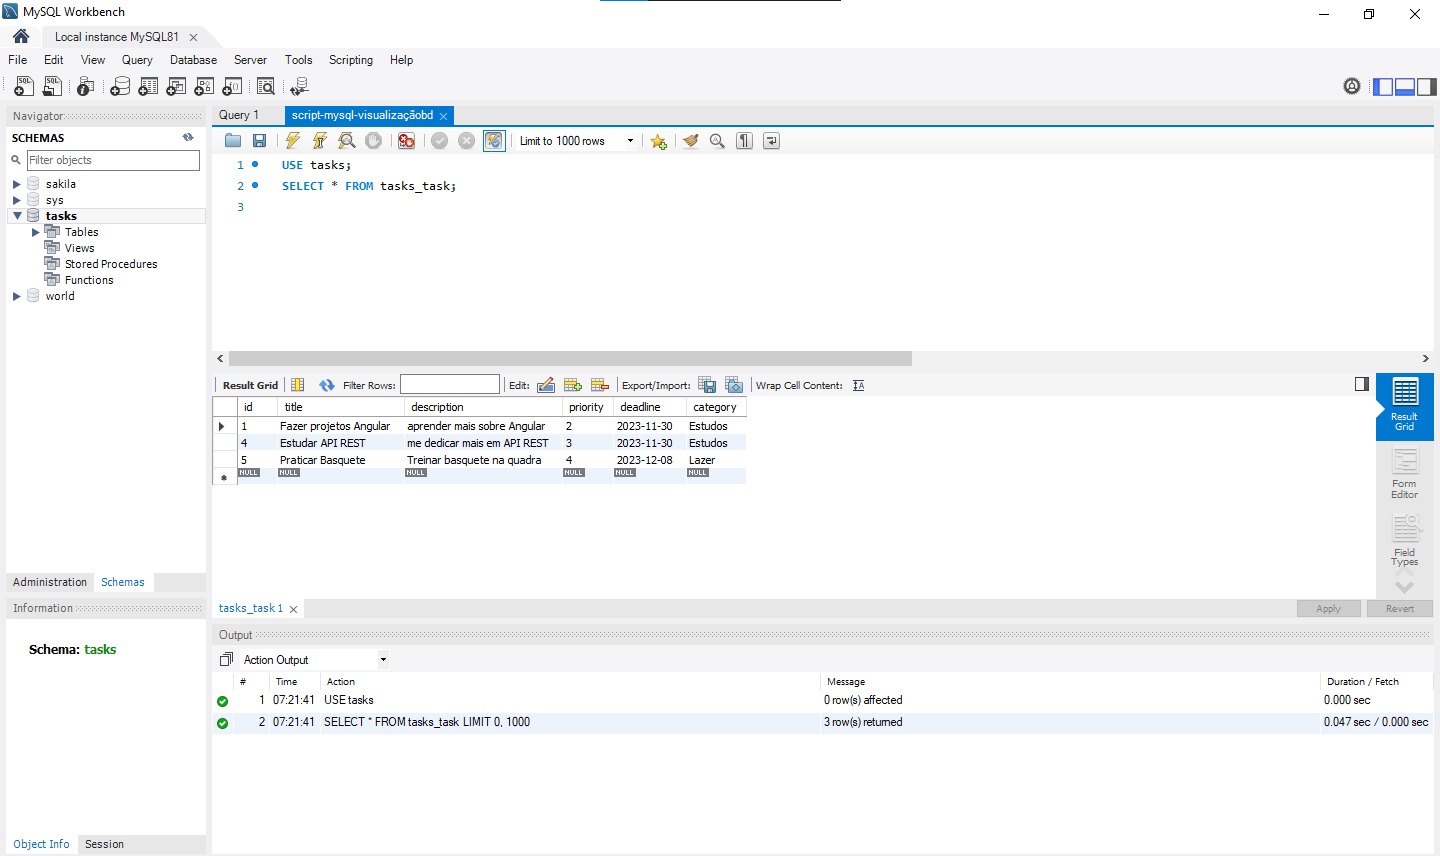 MySQL Workbench
Local instance MySQL81
File Edit View Query Database Server Tools Scripting Help
Navigator
SCHEMAS
Filter objects
sakila
sys
tasks
Tables
Views
Stored Procedures
Functions
world
Administration Schemas
Information
Schema: tasks
Object Info Session
Query 1 script-mysql-visualizaçãobd
Limit to 1000 rows
1 USE tasks;
2 SELECT * FROM tasks_task;
3
Result Grid Filter Rows: Edit: Export/Import: Wrap Cell Content:
id title description priority deadline category
1 Fazer projetos Angular aprender mais sobre Angular 2 2023-11-30 Estudos
4 Estudar API REST me dedicar mais em API REST 3 2023-11-30 Estudos
5 Praticar Basquete Treinar basquete na quadra 4 2023-12-08 Lazer
NULL NULL NULL NULL NULL NULL
Result
Grid
Form
Editor
Field
Types
tasks_task 1
Apply Revert
Output
Action Output
# Time Action Message Duration / Fetch
1 07:21:41 USE tasks 0 row(s) affected 0.000 sec
2 07:21:41 SELECT * FROM tasks_task LIMIT 0, 1000 3 row(s) returned 0.047 sec / 0.000 sec